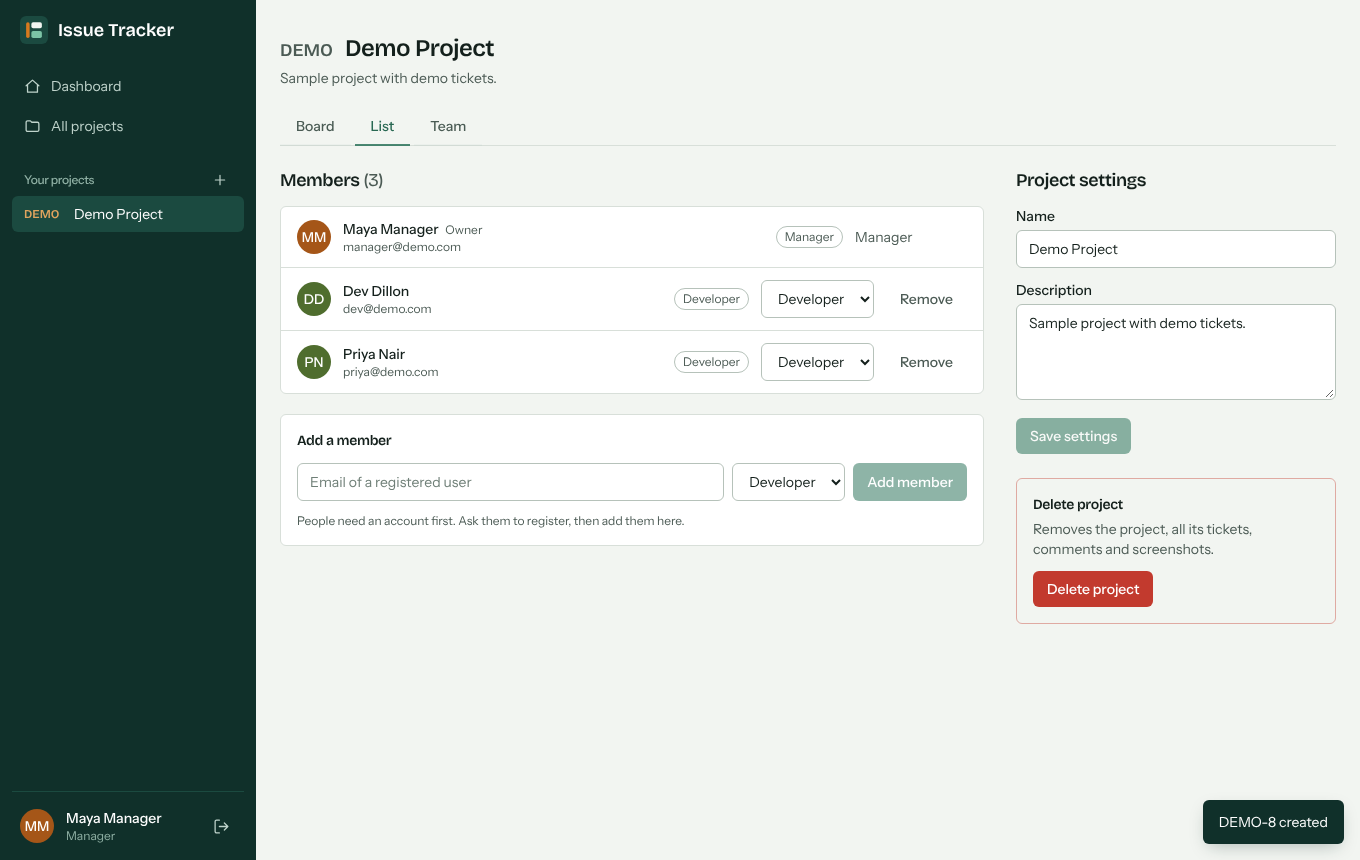 Issue Tracker
Dashboard
All projects
Your projects
DEMO Demo Project
MM Maya Manager
Manager
DEMO Demo Project
Sample project with demo tickets.
Board List Team
Members (3)
MM Maya Manager Owner
manager@demo.com
Manager Manager
DD Dev Dillon
dev@demo.com
Developer Developer Remove
PN Priya Nair
priya@demo.com
Developer Developer Remove
Add a member
Email of a registered user Developer Add member
People need an account first. Ask them to register, then add them here.
Project settings
Name
Demo Project
Description
Sample project with demo tickets.
Save settings
Delete project
Removes the project, all its tickets,
comments and screenshots.
Delete project
DEMO-8 created